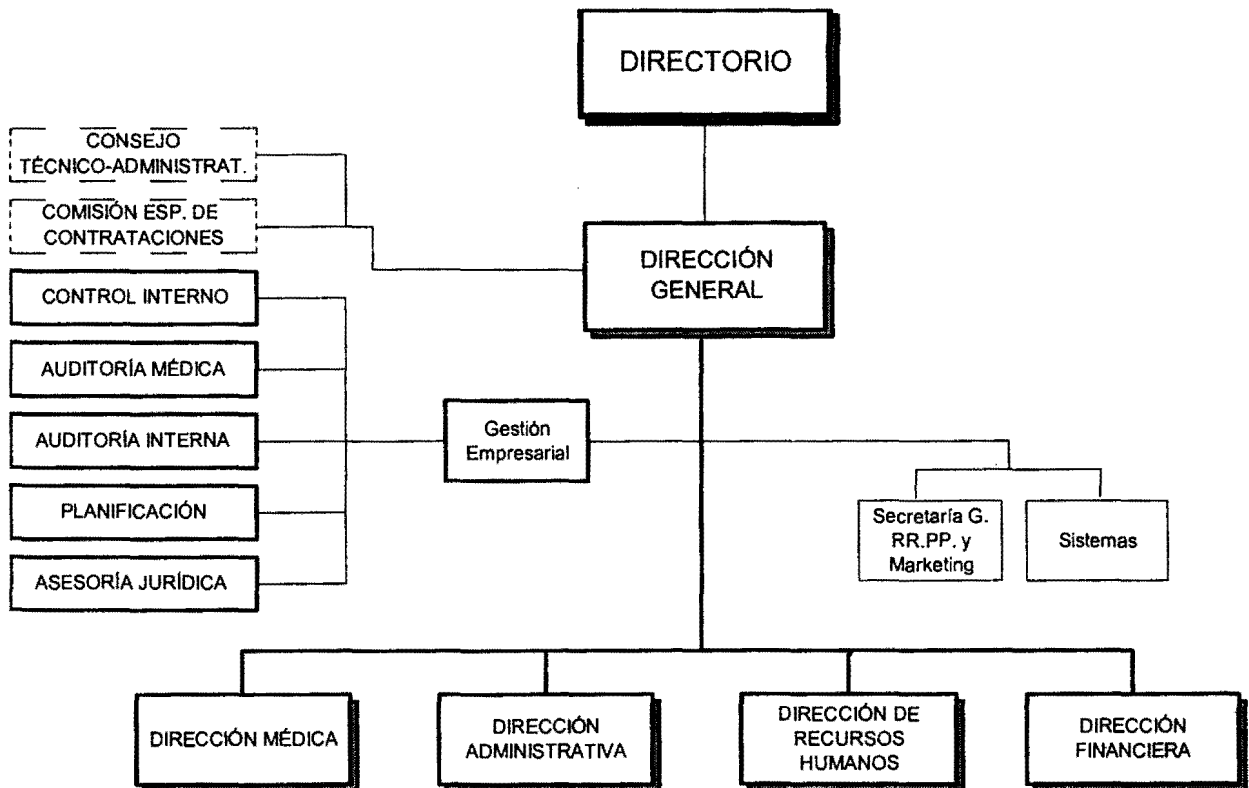 DIRECTORIO
CONSEJO
TÉCNICO-ADMINISTRAT.
COMISIÓN ESP. DE
CONTRATACIONES
DIRECCIÓN
GENERAL
CONTROL INTERNO
AUDITORÍA MÉDICA
AUDITORÍA INTERNA
PLANIFICACIÓN
ASESORÍA JURÍDICA
Gestión
Empresarial
Secretaría G.
RR.PP. y
Marketing
Sistemas
DIRECCIÓN MÉDICA
DIRECCIÓN
ADMINISTRATIVA
DIRECCIÓN DE
RECURSOS
HUMANOS
DIRECCIÓN
FINANCIERA